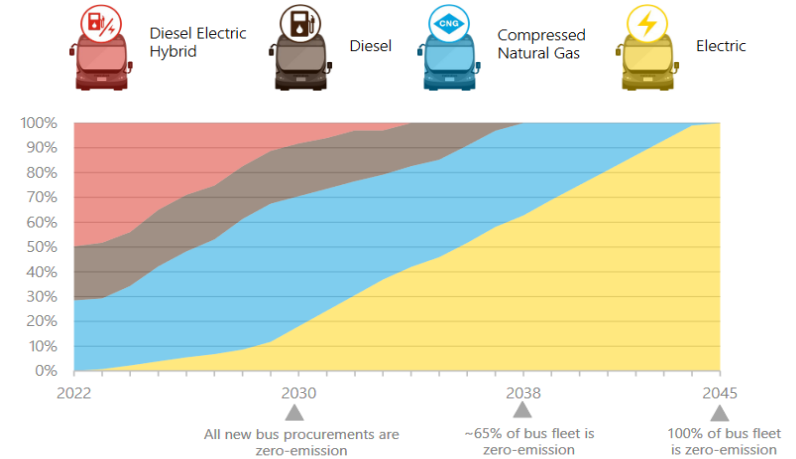 Diesel Electric
Hybrid
Diesel
CNG
Compressed
Natural Gas
Electric
100%
90%
80%
70%
60%
50%
40%
30%
20%
10%
0%
2022
2030
2038
2045
All new bus procurements are
zero-emission
~65% of bus fleet is
zero-emission
100% of bus fleet
is zero-emission